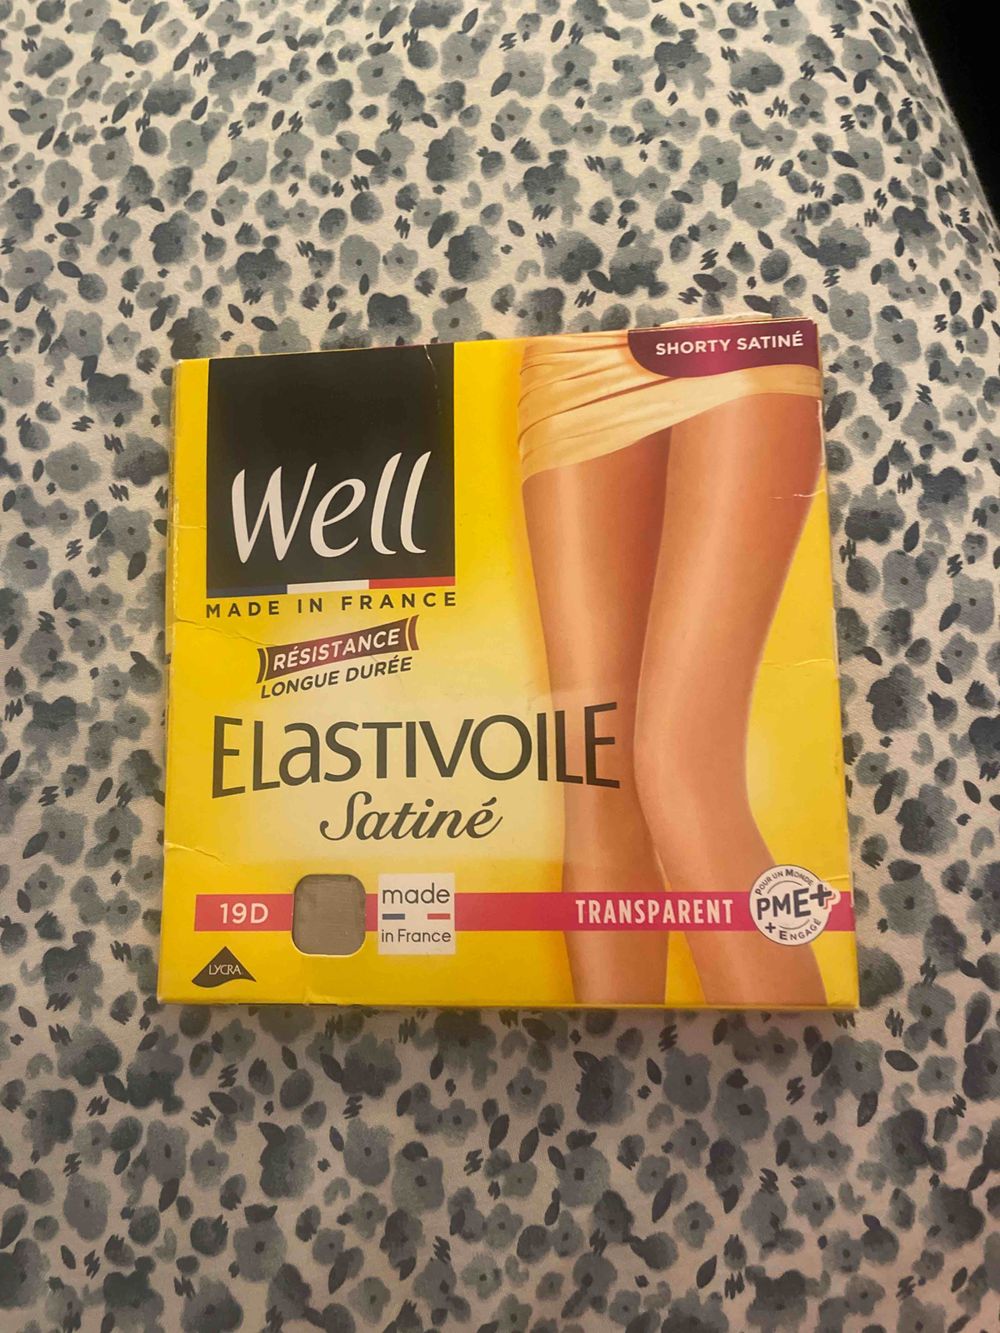 SHORTY SATINÉ
Well
MADE IN FRANCE
RÉSISTANCE
LONGUE DURÉE
ELaSTIVOILE
Satiné
19D
made
in France
TRANSPARENT
POUR UN MONDE
PME+
+ ENGAGÉ
LYCRA